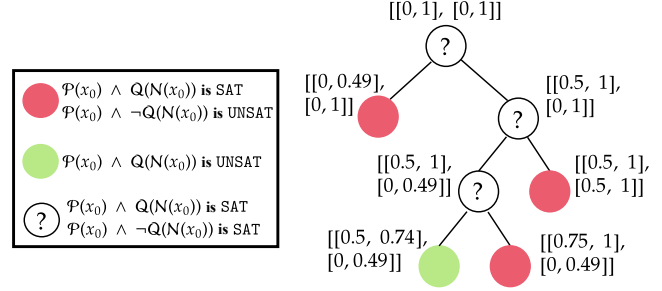 [[0, 1], [0, 1]]
?
[[0, 0.49],
[0, 1]]
[[0.5, 1],
[0, 1]]
?
[[0.5, 1],
[0, 0.49]]
?
[[0.5, 1],
[0.5, 1]]
[[0.5, 0.74],
[0, 0.49]]
[[0.75, 1],
[0, 0.49]]
𝒫(x₀) ∧ Q(N(x₀)) is SAT
𝒫(x₀) ∧ ¬Q(N(x₀)) is UNSAT
𝒫(x₀) ∧ Q(N(x₀)) is UNSAT
?
𝒫(x₀) ∧ Q(N(x₀)) is SAT
𝒫(x₀) ∧ ¬Q(N(x₀)) is SAT